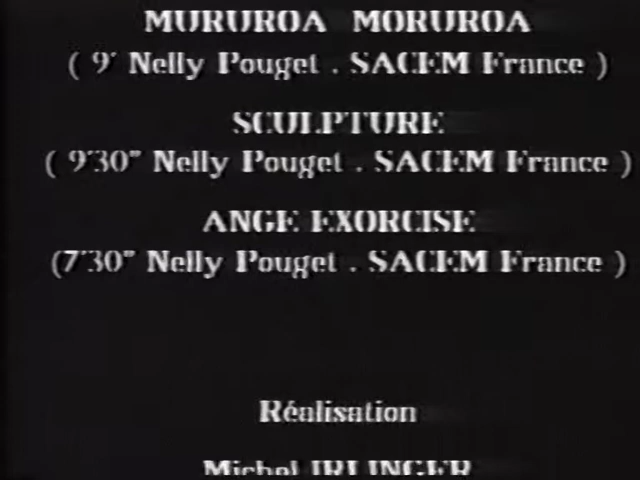 MURUROA MORUROA
( 9' Nelly Pouget . SACEM France )
SCULPTURE
( 9'30" Nelly Pouget . SACEM France )
ANGE EXORCISE
(7'30" Nelly Pouget . SACEM France )
Réalisation
Michel